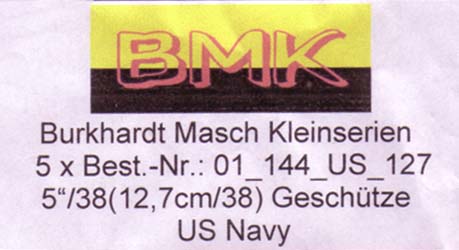 BMK
Burkhardt Masch Kleinserien
5 x Best.-Nr.: 01_144_US_127
5“/38(12,7cm/38) Geschütze
US Navy